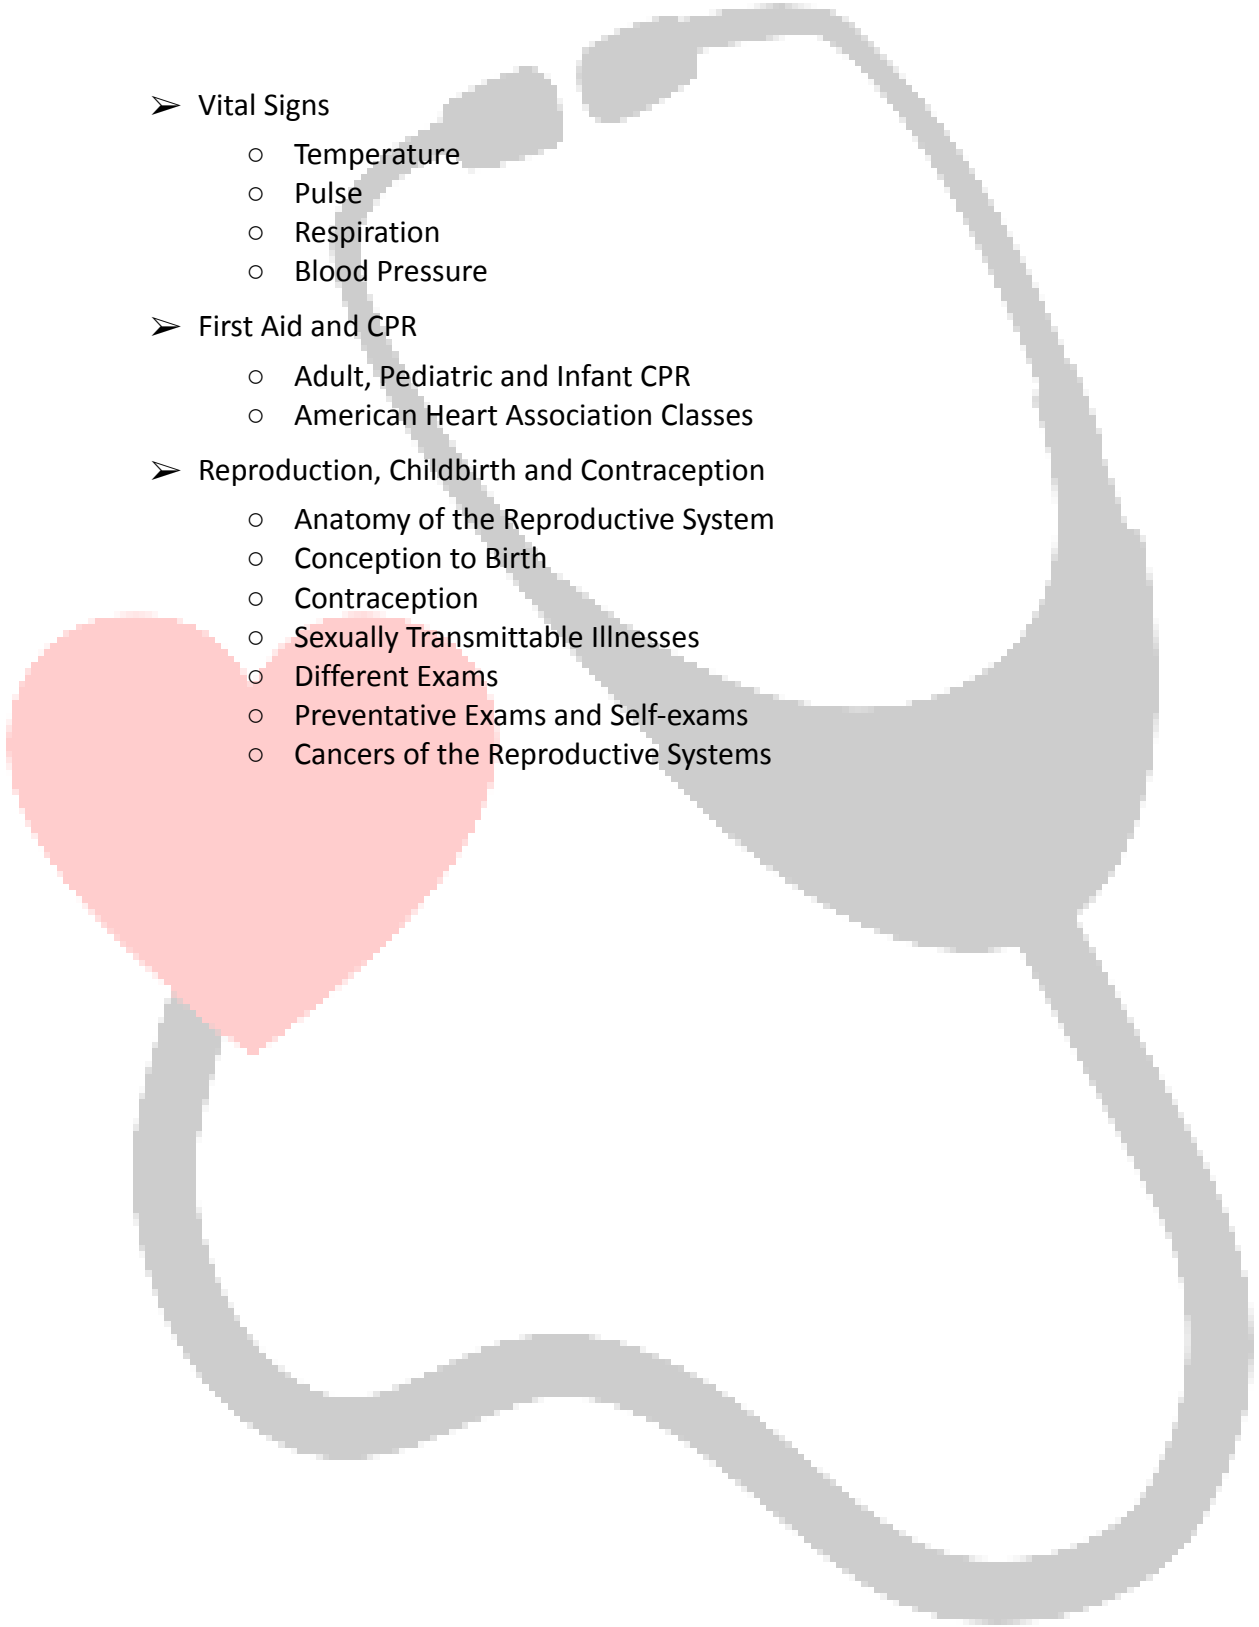 ➢ Vital Signs
○ Temperature
○ Pulse
○ Respiration
○ Blood Pressure
➢ First Aid and CPR
○ Adult, Pediatric and Infant CPR
○ American Heart Association Classes
➢ Reproduction, Childbirth and Contraception
○ Anatomy of the Reproductive System
○ Conception to Birth
○ Contraception
○ Sexually Transmittable Illnesses
○ Different Exams
○ Preventative Exams and Self-exams
○ Cancers of the Reproductive Systems